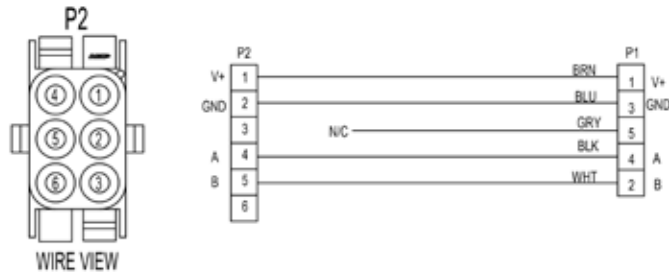 P2
4 1
5 2
6 3
WIRE VIEW
P2 P1
V+ 1 BRN 1 V+
GND 2 BLU 3 GND
3 N/C GRY 5
A 4 BLK 4 A
B 5 WHT 2 B
6